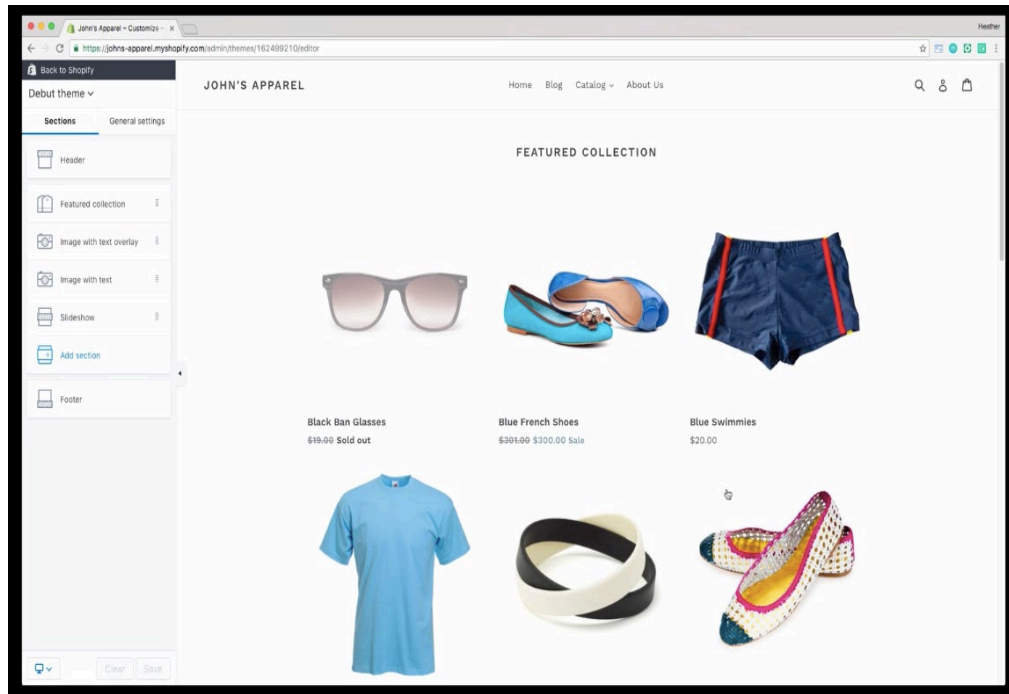 John's Apparel ~ Customize ~
Heather
https://johns-apparel.myshopify.com/admin/themes/162499210/editor
Back to Shopify
Debut theme
Sections General settings
Header
Featured collection
Image with text overlay
Image with text
Slideshow
Add section
Footer
Clear Save
JOHN'S APPAREL
Home Blog Catalog About Us
FEATURED COLLECTION
Black Ban Glasses
$19.00 Sold out
Blue French Shoes
$301.00 $300.00 Sale
Blue Swimmies
$20.00